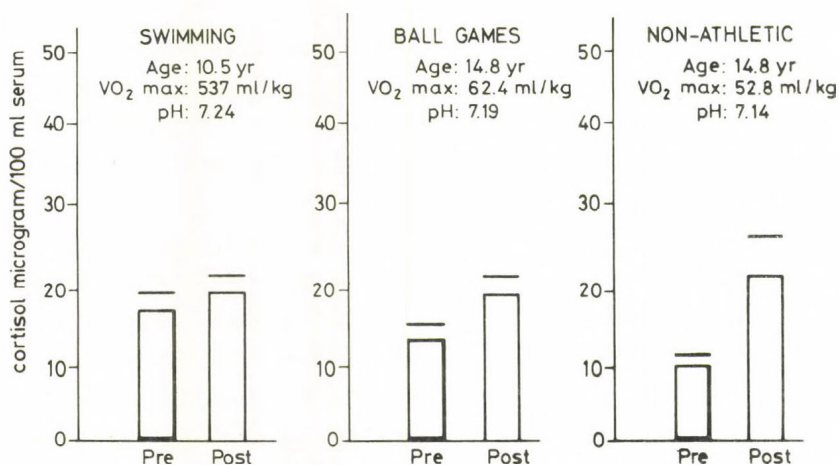 cortisol microgram/100 ml serum
SWIMMING
Age: 10.5 yr
VO₂ max: 537 ml/kg
pH: 7.24
50
40
30
20
10
0
Pre Post
BALL GAMES
Age: 14.8 yr
VO₂ max: 62.4 ml/kg
pH: 7.19
50
40
30
20
10
0
Pre Post
NON-ATHLETIC
Age: 14.8 yr
VO₂ max: 52.8 ml/kg
pH: 7.14
50
40
30
20
10
0
Pre Post